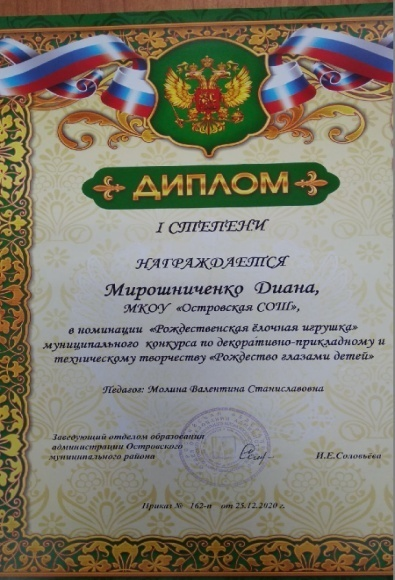 ДИПЛОМ
I СТЕПЕНИ
НАГРАЖДАЕТСЯ
Мирошниченко Диана,
МКОУ «Островская СОШ»,
в номинации «Рождественская ёлочная игрушка»
муниципального конкурса по декоративно-прикладному и
техническому творчеству «Рождество глазами детей»
Педагог: Молина Валентина Станиславовна
Заведующий отделом образования
администрации Островского
муниципального района
И.Е.Соловьёва
Приказ № 162-п от 25.12.2020 г.